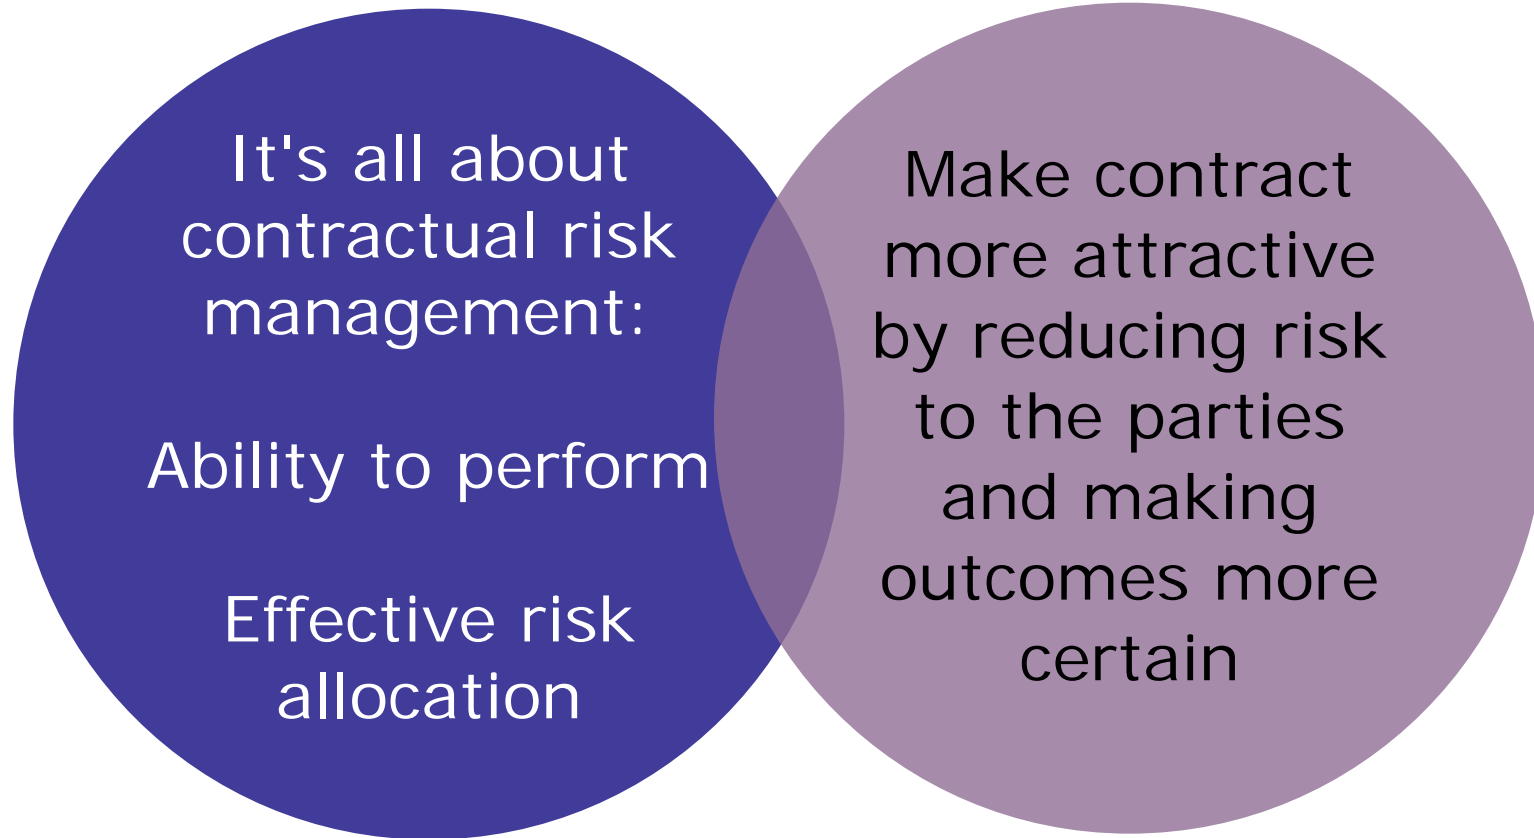 It's all about
contractual risk
management:
Ability to perform
Effective risk
allocation
Make contract
more attractive
by reducing risk
to the parties
and making
outcomes more
certain